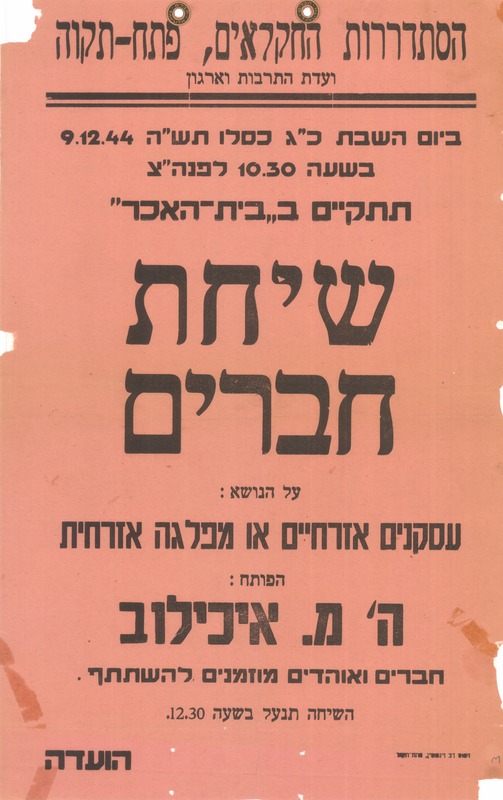 הסתדררות החקלאים, פתח-תקוה
ועדת התרבות וארגון
ביום השבת כ"ג כסלו תש"ה 9.12.44
בשעה 10.30 לפנה"צ
תתקיים ב„בית-האכר"
שיחת
חברים
על הנושא:
עסקנים אזרחיים או מפלגה אזרחית
הפותח:
ה' מ. איכילוב
חברים ואוהדים מוזמנים להשתתף.
השיחה תנעל בשעה 12.30.
הועדה